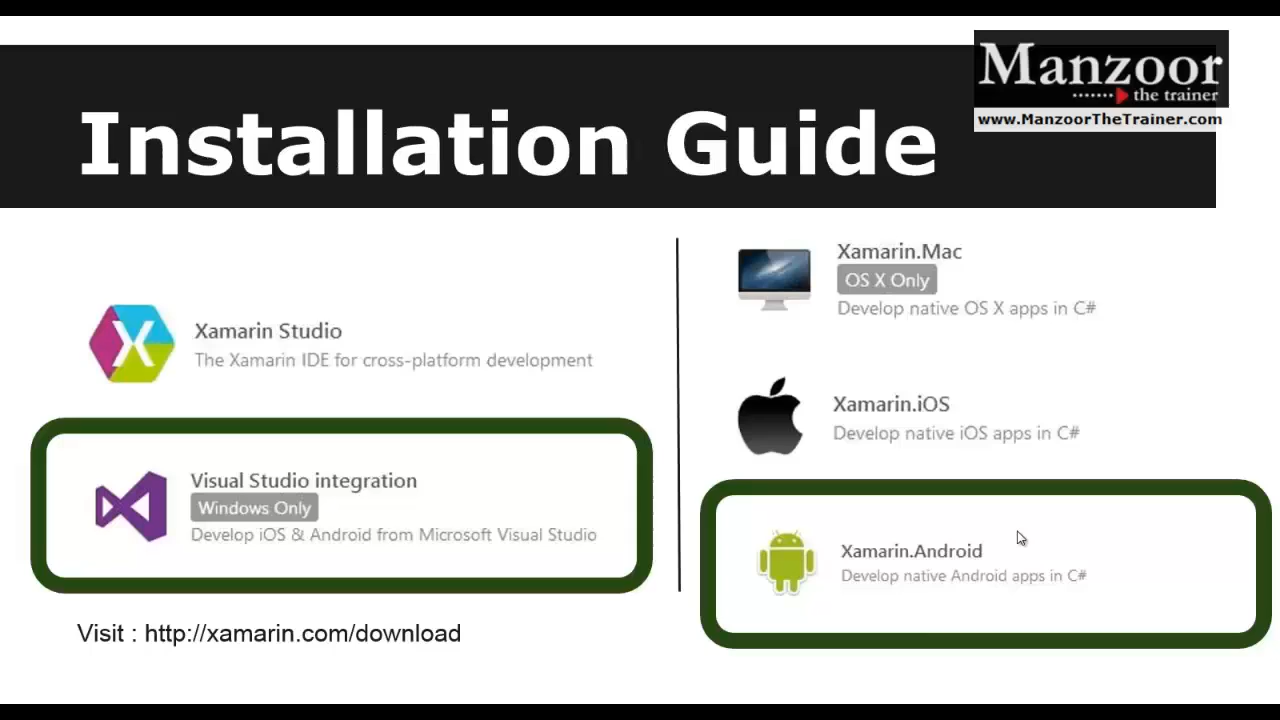 Manzoor
the trainer
www.ManzoorTheTrainer.com
Installation Guide
Xamarin Studio
The Xamarin IDE for cross-platform development
Visual Studio integration
Windows Only
Develop iOS & Android from Microsoft Visual Studio
Visit : http://xamarin.com/download
Xamarin.Mac
OS X Only
Develop native OS X apps in C#
Xamarin.iOS
Develop native iOS apps in C#
Xamarin.Android
Develop native Android apps in C#